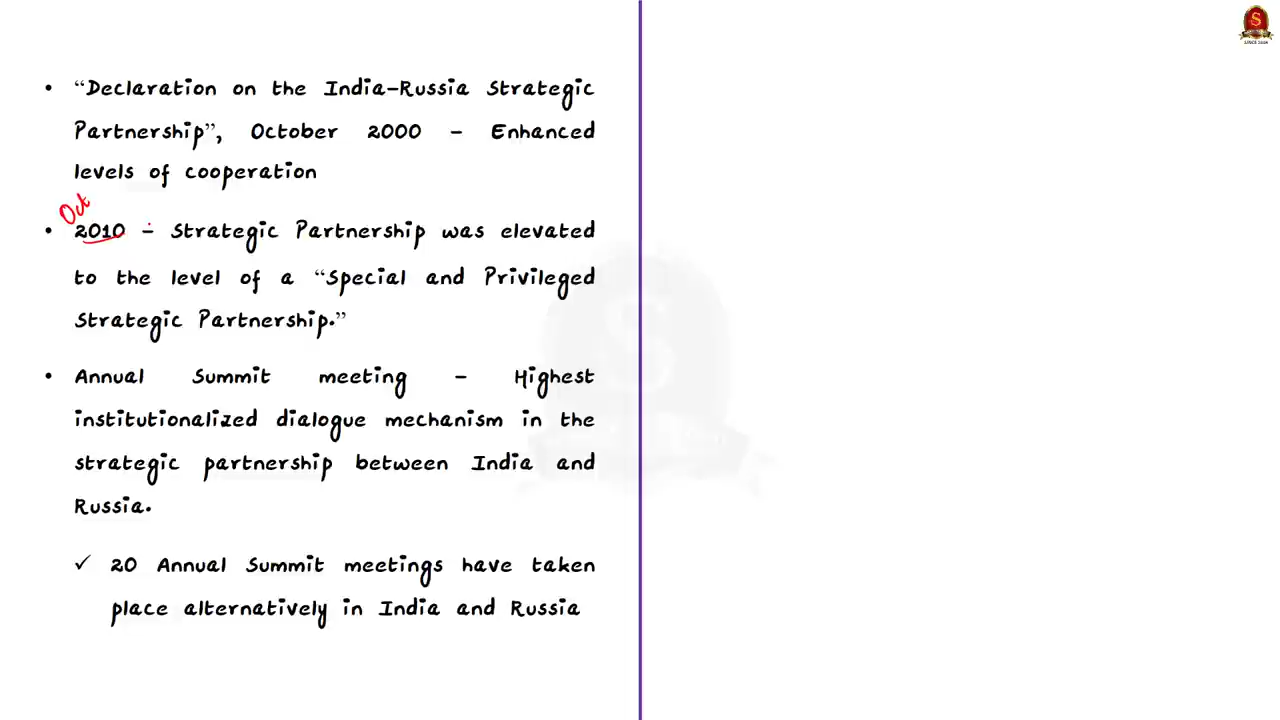 • “Declaration on the India-Russia Strategic
Partnership”, October 2000 - Enhanced
levels of cooperation
Oct
• 2010 - Strategic Partnership was elevated
to the level of a “Special and Privileged
Strategic Partnership.”
• Annual Summit meeting - Highest
institutionalized dialogue mechanism in the
strategic partnership between India and
Russia.
✓ 20 Annual Summit meetings have taken
place alternatively in India and Russia
S